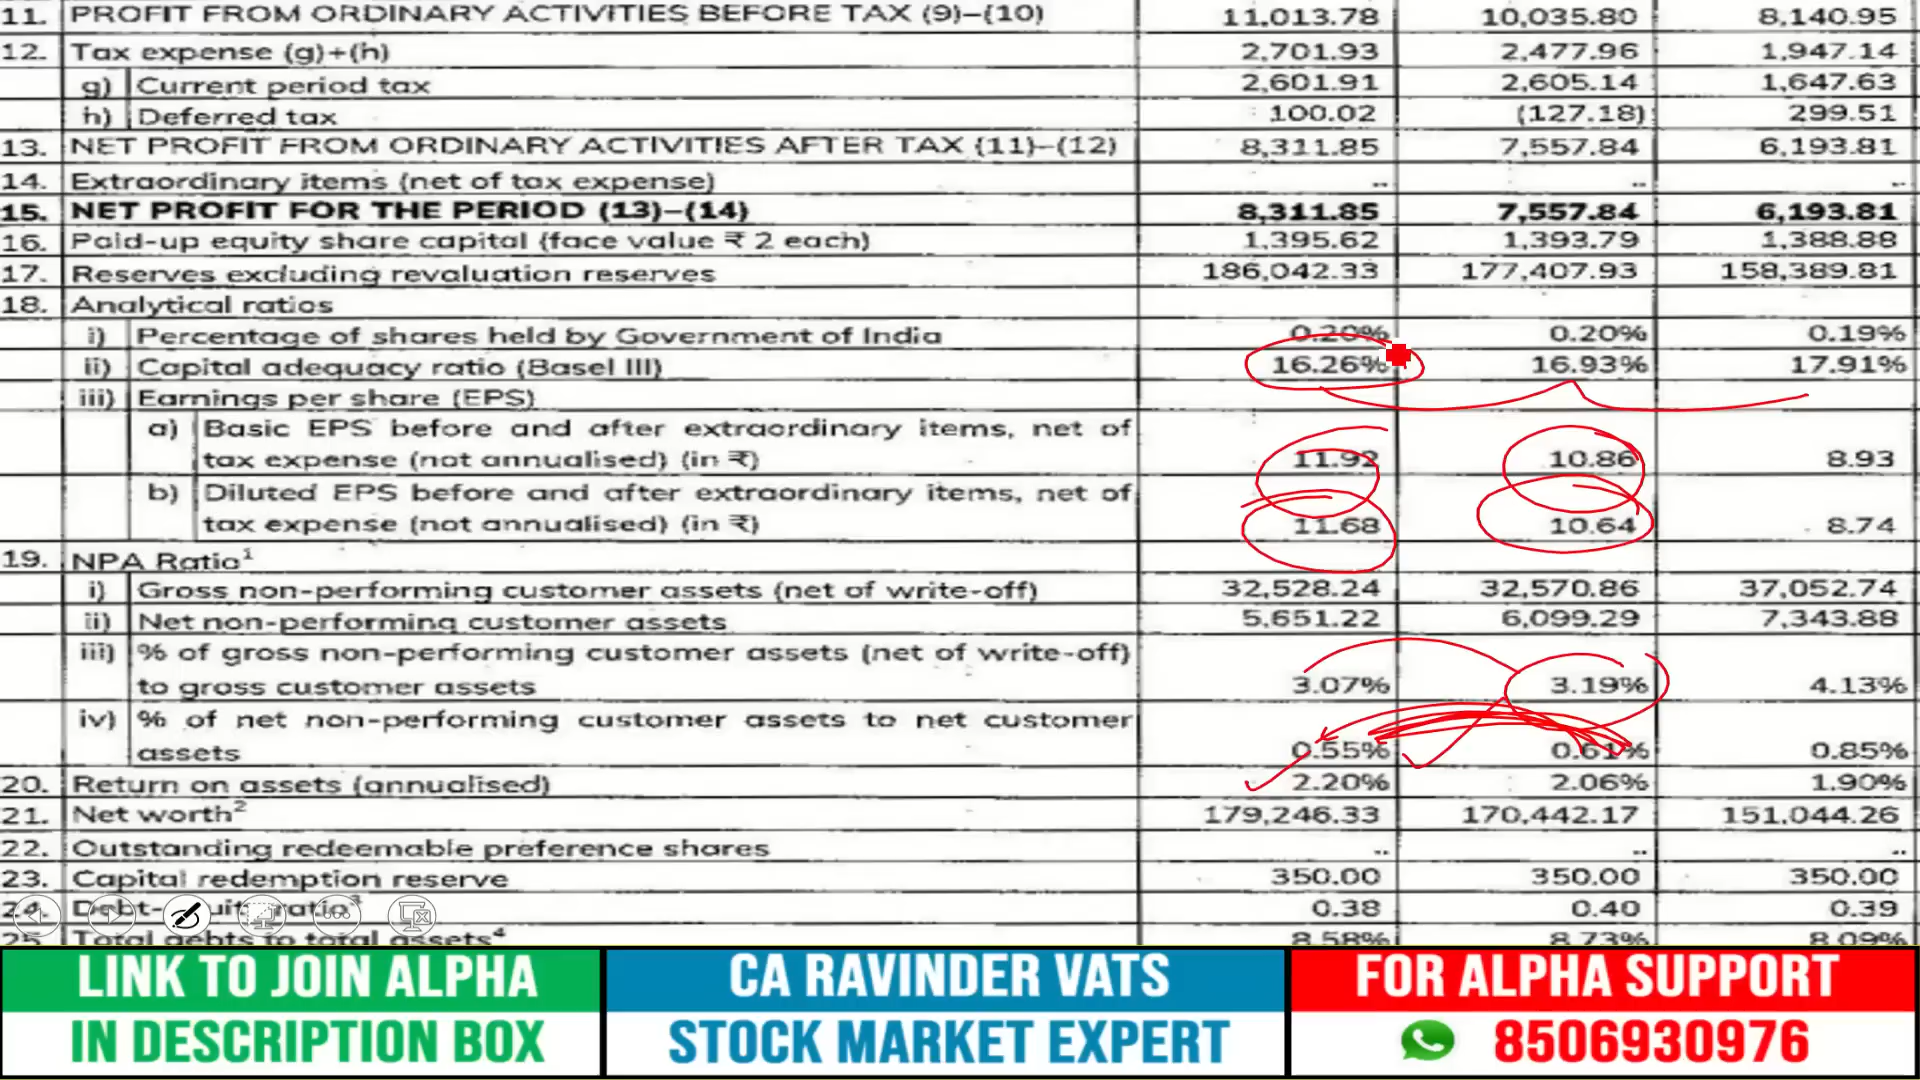 11. PROFIT FROM ORDINARY ACTIVITIES BEFORE TAX (9)–(10) 11,013.78 10,035.80 8,140.95
12. Tax expense (g)+(h) 2,701.93 2,477.96 1,947.14
g) Current period tax 2,601.91 2,605.14 1,647.63
h) Deferred tax 100.02 (127.18) 299.51
13. NET PROFIT FROM ORDINARY ACTIVITIES AFTER TAX (11)–(12) 8,311.85 7,557.84 6,193.81
14. Extraordinary items (net of tax expense) .. .. ..
15. NET PROFIT FOR THE PERIOD (13)–(14) 8,311.85 7,557.84 6,193.81
16. Paid-up equity share capital (face value ₹ 2 each) 1,395.62 1,393.79 1,388.88
17. Reserves excluding revaluation reserves 186,042.33 177,407.93 158,389.81
18. Analytical ratios
i) Percentage of shares held by Government of India 0.20% 0.20% 0.19%
ii) Capital adequacy ratio (Basel III) 16.26% 16.93% 17.91%
iii) Earnings per share (EPS)
a) Basic EPS before and after extraordinary items, net of
tax expense (not annualised) (in ₹) 11.92 10.86 8.93
b) Diluted EPS before and after extraordinary items, net of
tax expense (not annualised) (in ₹) 11.68 10.64 8.74
19. NPA Ratio¹
i) Gross non-performing customer assets (net of write-off) 32,528.24 32,570.86 37,052.74
ii) Net non-performing customer assets 5,651.22 6,099.29 7,343.88
iii) % of gross non-performing customer assets (net of write-off)
to gross customer assets 3.07% 3.19% 4.13%
iv) % of net non-performing customer assets to net customer
assets 0.55% 0.61% 0.85%
20. Return on assets (annualised) 2.20% 2.06% 1.90%
21. Net worth² 179,246.33 170,442.17 151,044.26
22. Outstanding redeemable preference shares .. .. ..
23. Capital redemption reserve 350.00 350.00 350.00
24. Debt-equity ratio³ 0.38 0.40 0.39
25. Total debts to total assets⁴ 8.58% 8.73% 8.09%
LINK TO JOIN ALPHA
IN DESCRIPTION BOX
CA RAVINDER VATS
STOCK MARKET EXPERT
FOR ALPHA SUPPORT
8506930976